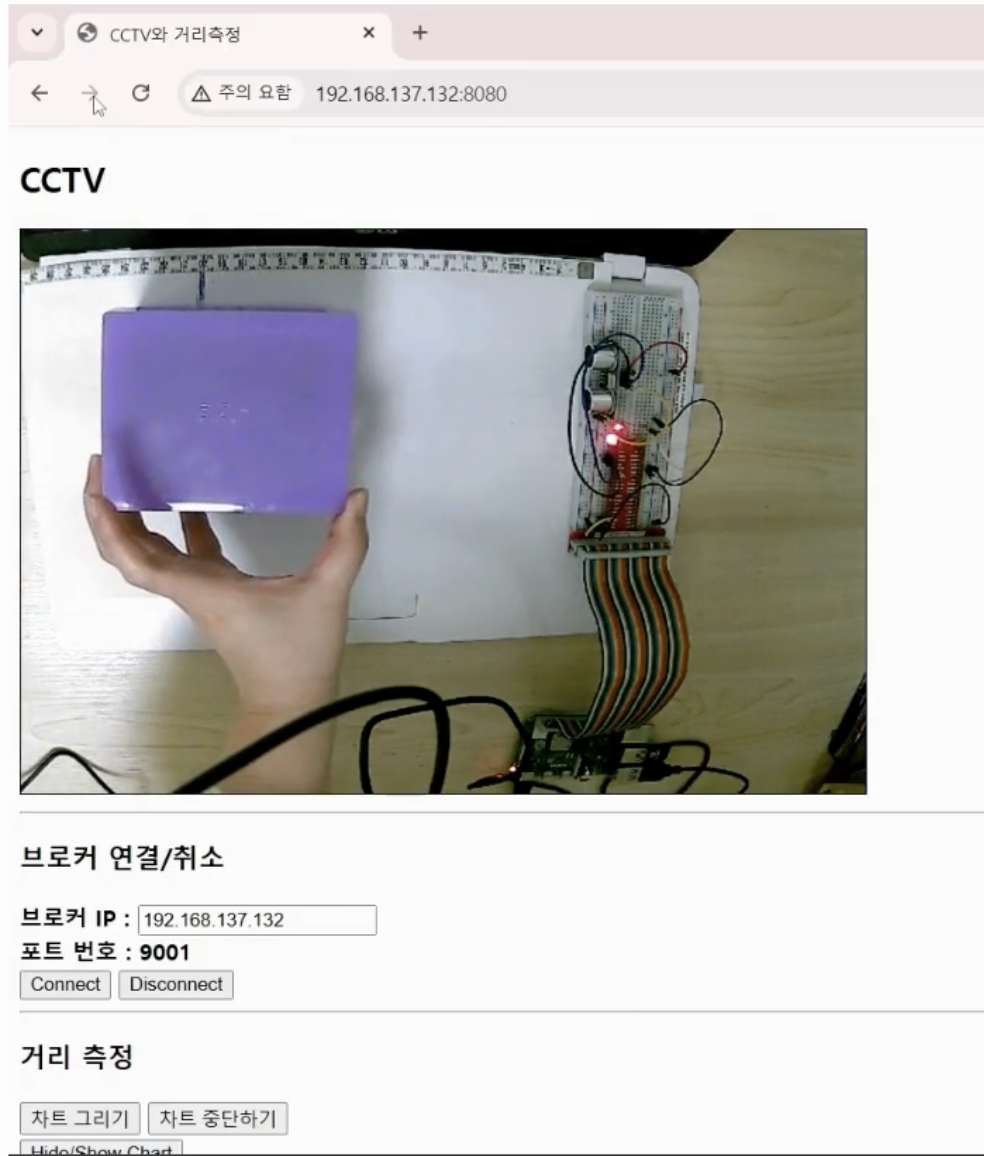 CCTV와 거리측정
주의 요함 192.168.137.132:8080
CCTV
브로커 연결/취소
브로커 IP : 192.168.137.132
포트 번호 : 9001
Connect Disconnect
거리 측정
차트 그리기 차트 중단하기
Hide/Show Chart